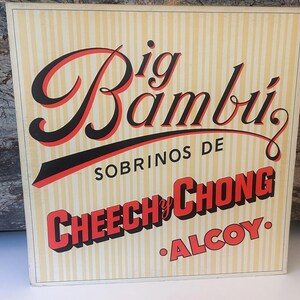 Big
Bambú
SOBRINOS DE
CHEECH y CHONG
·ALCOY·